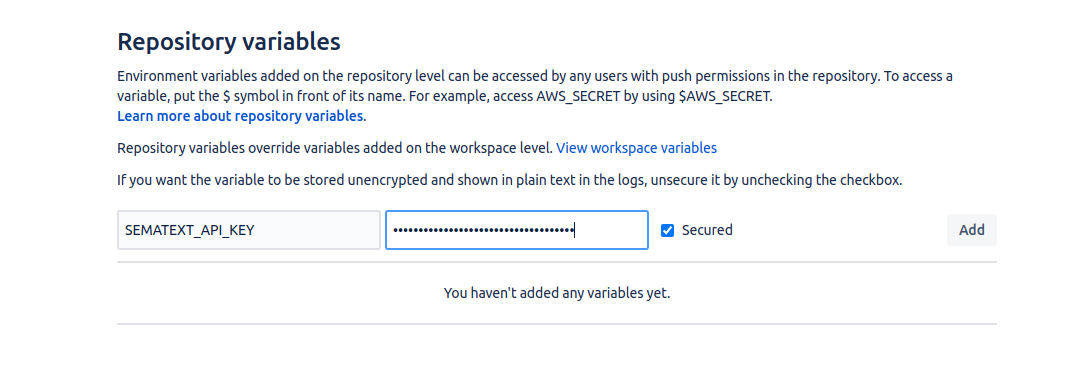 Repository variables
Environment variables added on the repository level can be accessed by any users with push permissions in the repository. To access a
variable, put the $ symbol in front of its name. For example, access AWS_SECRET by using $AWS_SECRET.
Learn more about repository variables.
Repository variables override variables added on the workspace level. View workspace variables
If you want the variable to be stored unencrypted and shown in plain text in the logs, unsecure it by unchecking the checkbox.
SEMATEXT_API_KEY •••••••••••••••••••••••••••••••••••• Secured Add
You haven't added any variables yet.